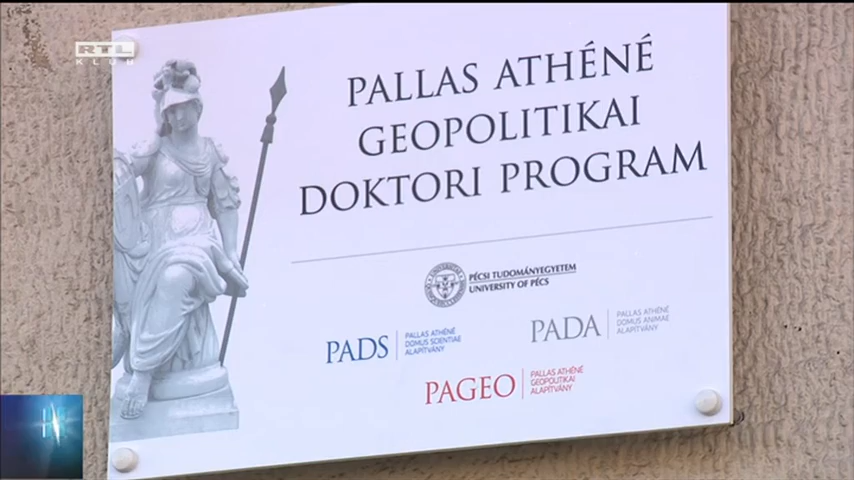 RTL
KLUB
PALLAS ATHÉNÉ
GEOPOLITIKAI
DOKTORI PROGRAM
PÉCSI TUDOMÁNYEGYETEM
UNIVERSITY OF PÉCS
PADS
PALLAS ATHÉNÉ
DOMUS SCIENTIAE
ALAPÍTVÁNY
PADA
PALLAS ATHÉNÉ
DOMUS ANIMAE
ALAPÍTVÁNY
PAGEO
PALLAS ATHÉNÉ
GEOPOLITIKAI
ALAPÍTVÁNY